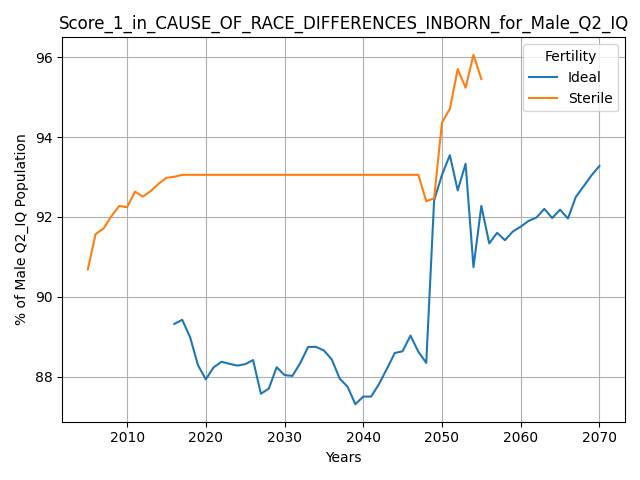 Score_1_in_CAUSE_OF_RACE_DIFFERENCES_INBORN_for_Male_Q2_IQ
Fertility
Ideal
Sterile
% of Male Q2_IQ Population
96
94
92
90
88
2010 2020 2030 2040 2050 2060 2070
Years